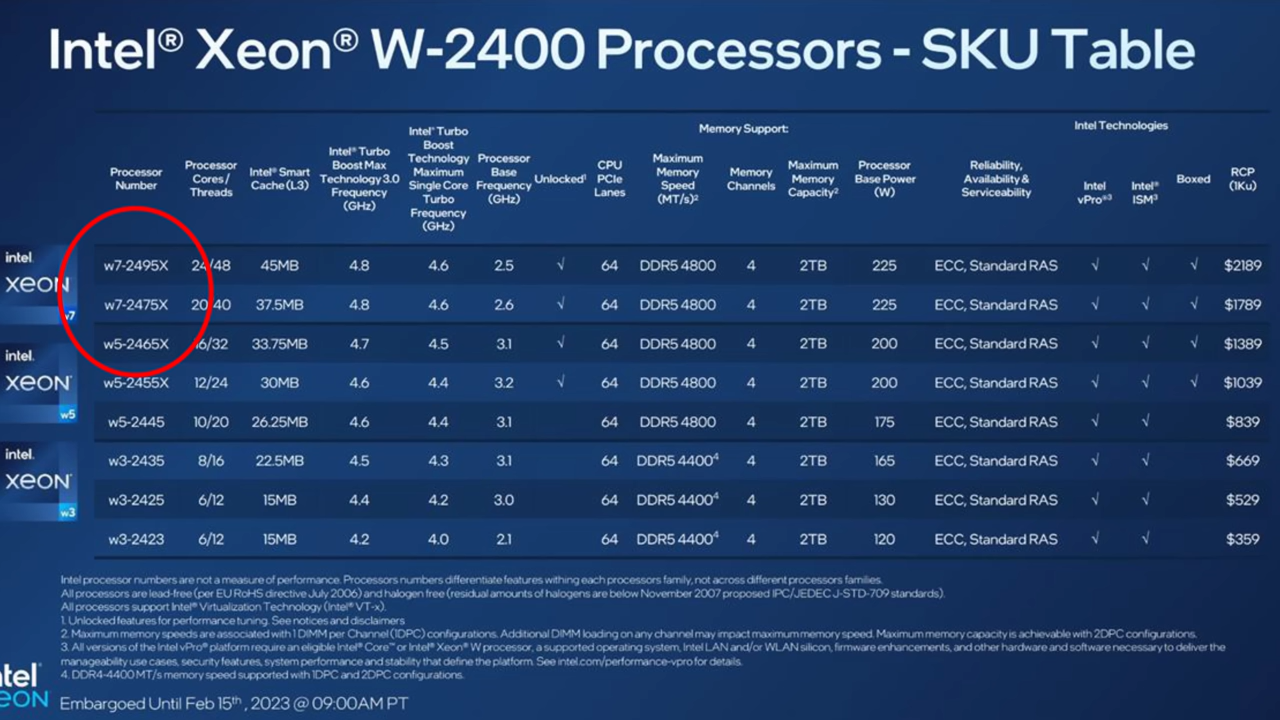 Intel® Xeon® W-2400 Processors - SKU Table
Processor Number
Processor Cores / Threads
Intel® Smart Cache (L3)
Intel® Turbo Boost Max Technology 3.0 Frequency (GHz)
Intel® Turbo Boost Technology Maximum Single Core Turbo Frequency (GHz)
Processor Base Frequency (GHz)
Unlocked¹
CPU PCIe Lanes
Memory Support:
Maximum Memory Speed (MT/s)²
Memory Channels
Maximum Memory Capacity²
Processor Base Power (W)
Reliability, Availability & Serviceability
Intel Technologies
Intel vPro®³
Intel® ISM³
Boxed
RCP (1Ku)
intel.
XEON
w7
w7-2495X 24/48 45MB 4.8 4.6 2.5 √ 64 DDR5 4800 4 2TB 225 ECC, Standard RAS √ √ √ $2189
w7-2475X 20/40 37.5MB 4.8 4.6 2.6 √ 64 DDR5 4800 4 2TB 225 ECC, Standard RAS √ √ √ $1789
intel.
XEON®
w5
w5-2465X 16/32 33.75MB 4.7 4.5 3.1 √ 64 DDR5 4800 4 2TB 200 ECC, Standard RAS √ √ √ $1389
w5-2455X 12/24 30MB 4.6 4.4 3.2 √ 64 DDR5 4800 4 2TB 200 ECC, Standard RAS √ √ √ $1039
w5-2445 10/20 26.25MB 4.6 4.4 3.1 64 DDR5 4800 4 2TB 175 ECC, Standard RAS √ √ $839
intel.
XEON®
w3
w3-2435 8/16 22.5MB 4.5 4.3 3.1 64 DDR5 4400⁴ 4 2TB 165 ECC, Standard RAS √ √ $669
w3-2425 6/12 15MB 4.4 4.2 3.0 64 DDR5 4400⁴ 4 2TB 130 ECC, Standard RAS √ √ $529
w3-2423 6/12 15MB 4.2 4.0 2.1 64 DDR5 4400⁴ 4 2TB 120 ECC, Standard RAS √ √ $359
Intel processor numbers are not a measure of performance. Processors numbers differentiate features withing each processors family, not across different processors families.
All processors are lead-free (per EU RoHS directive July 2006) and halogen free (residual amounts of halogens are below November 2007 proposed IPC/JEDEC J-STD-709 standards).
All processors support Intel® Virtualization Technology (Intel® VT-x).
1. Unlocked features for performance tuning. See notices and disclaimers
2. Maximum memory speeds are associated with 1 DIMM per Channel (1DPC) configurations. Additional DIMM loading on any channel may impact maximum memory speed. Maximum memory capacity is achievable with 2DPC configurations.
3. All versions of the Intel vPro® platform require an eligible Intel® Core™ or Intel® Xeon® W processor, a supported operating system, Intel LAN and/or WLAN silicon, firmware enhancements, and other hardware and software necessary to deliver the
manageability use cases, security features, system performance and stability that define the platform. See intel.com/performance-vpro for details.
4. DDR4-4400 MT/s memory speed supported with 1DPC and 2DPC configurations.
ntel
EON
Embargoed Until Feb 15th, 2023 @ 09:00AM PT